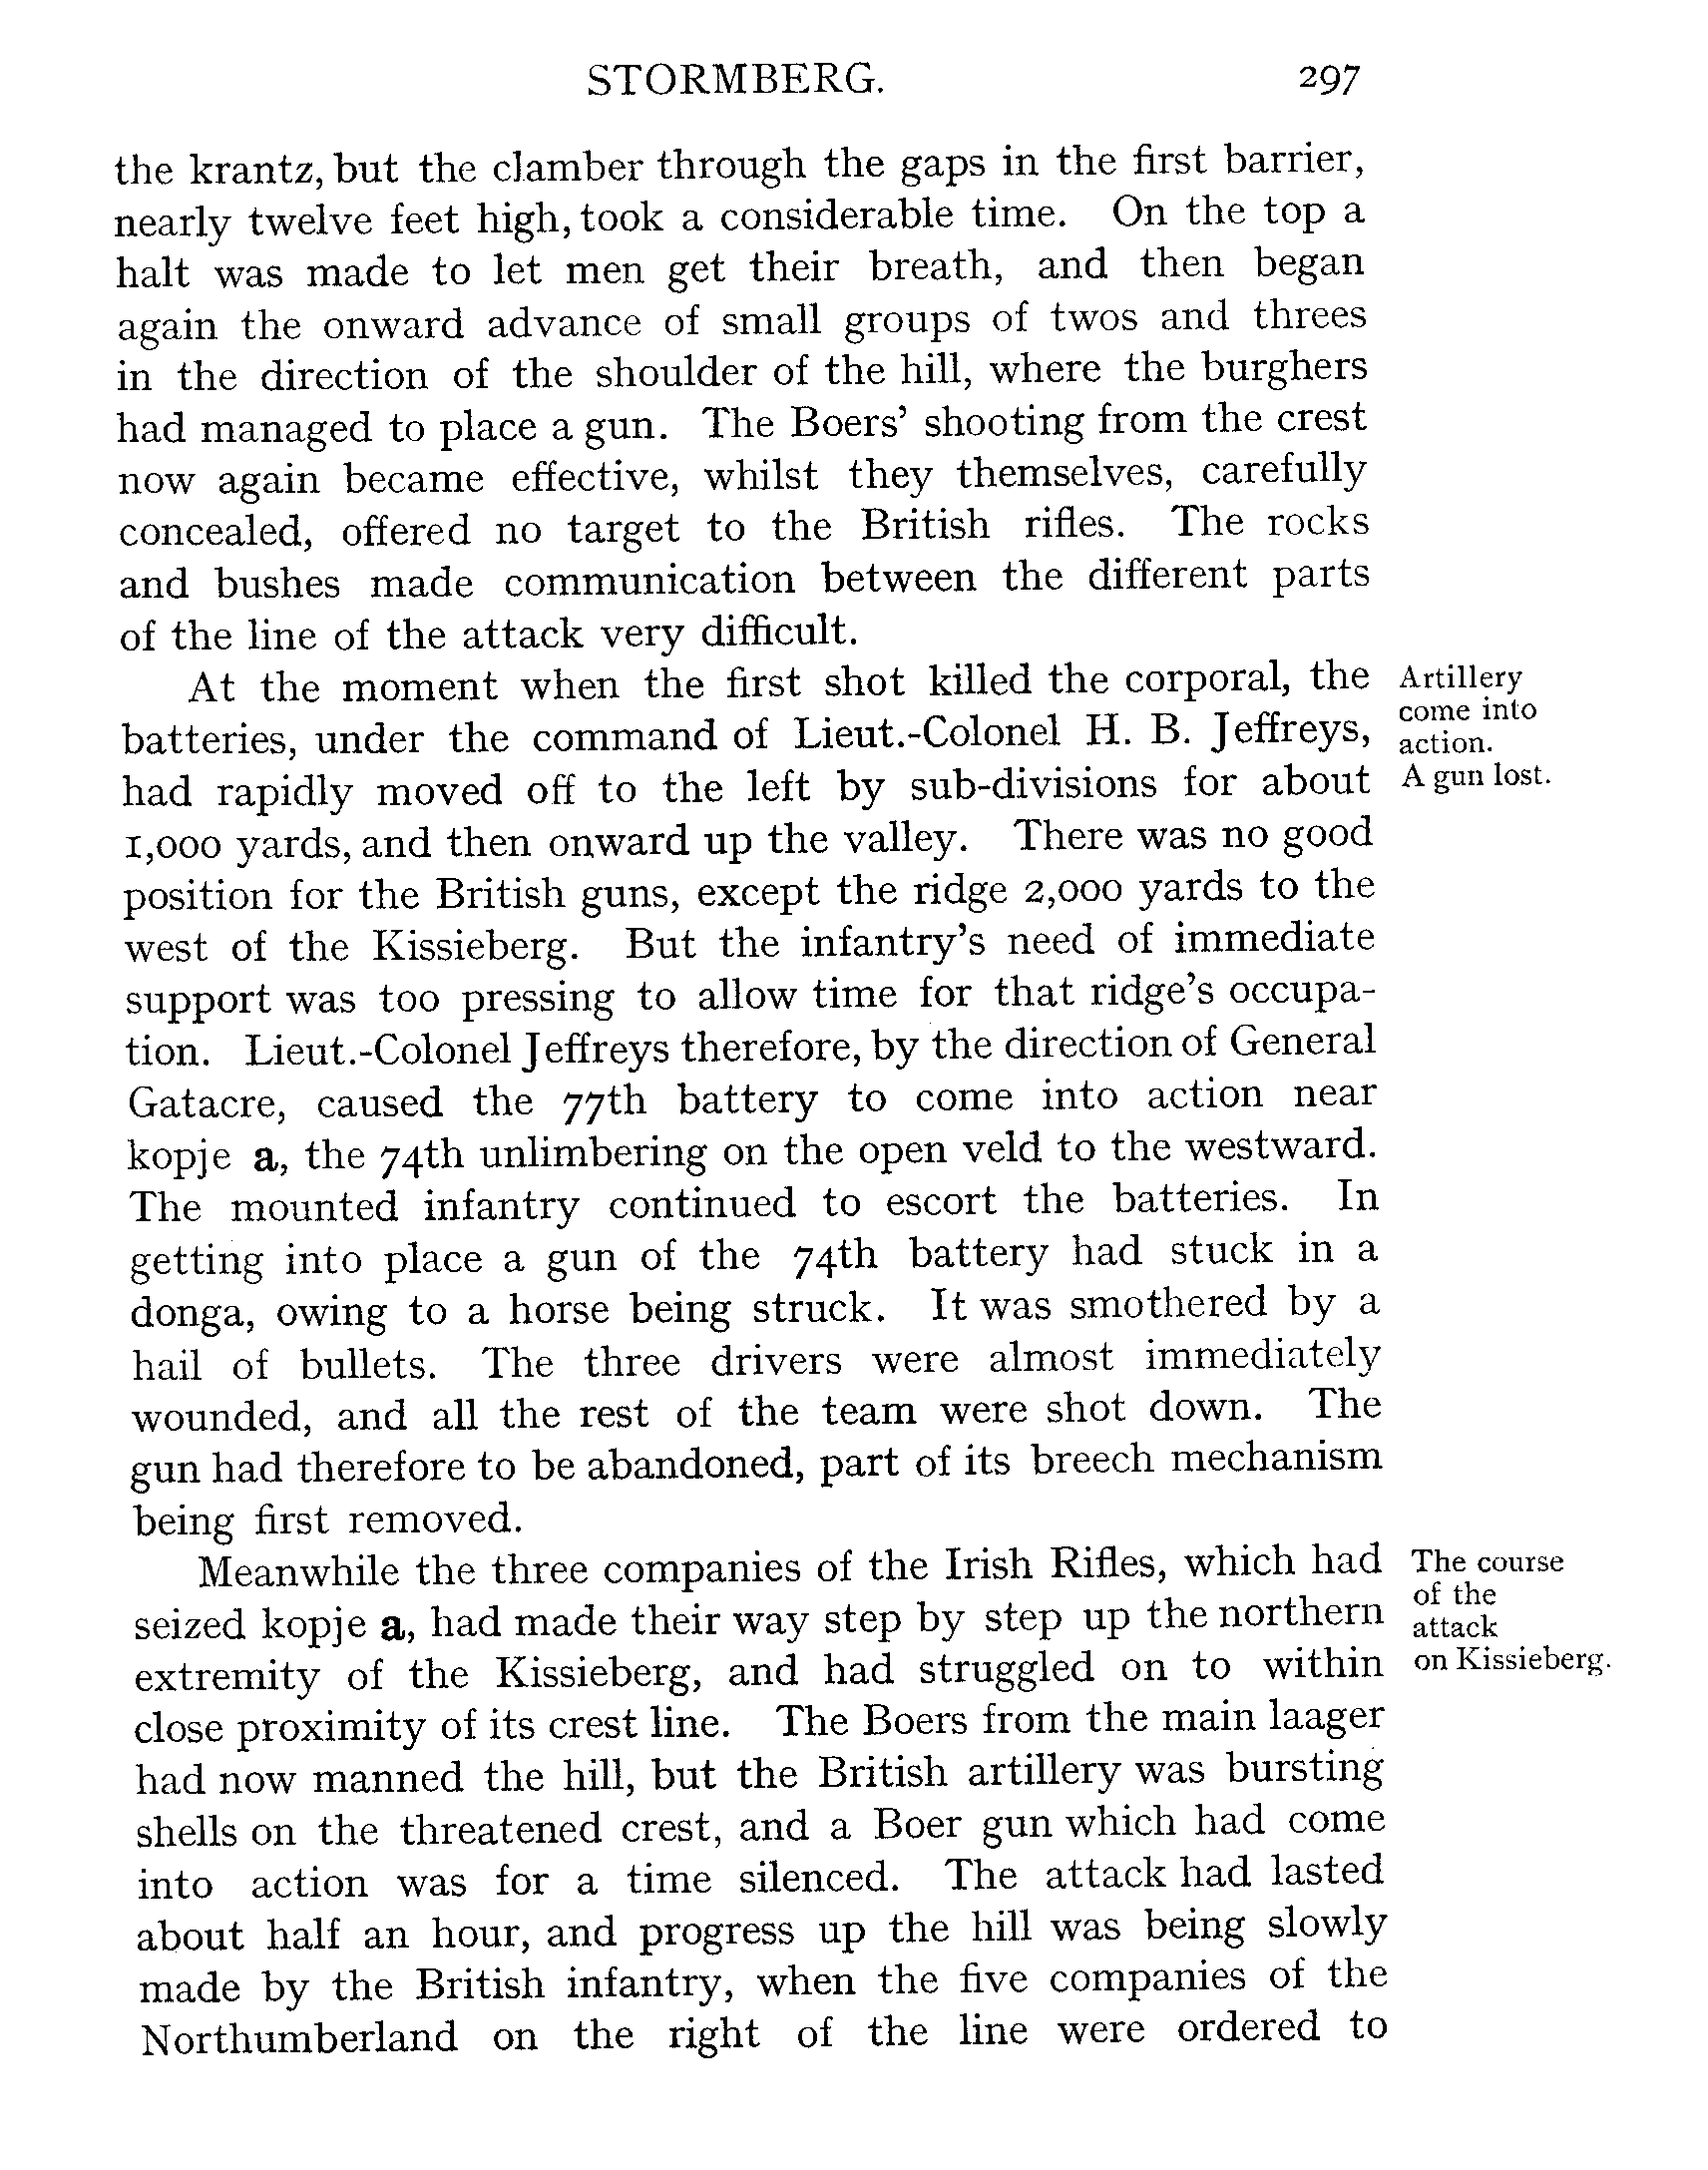 STORMBERG. 297
the krantz, but the clamber through the gaps in the first barrier,
nearly twelve feet high, took a considerable time. On the top a
halt was made to let men get their breath, and then began
again the onward advance of small groups of twos and threes
in the direction of the shoulder of the hill, where the burghers
had managed to place a gun. The Boers’ shooting from the crest
now again became effective, whilst they themselves, carefully
concealed, offered no target to the British rifles. The rocks
and bushes made communication between the different parts
of the line of the attack very difficult.
At the moment when the first shot killed the corporal, the
batteries, under the command of Lieut.-Colonel H. B. Jeffreys,
had rapidly moved off to the left by sub-divisions for about
1,000 yards, and then onward up the valley. There was no good
position for the British guns, except the ridge 2,000 yards to the
west of the Kissieberg. But the infantry’s need of immediate
support was too pressing to allow time for that ridge’s occupa-
tion. Lieut.-Colonel Jeffreys therefore, by the direction of General
Gatacre, caused the 77th battery to come into action near
kopje a, the 74th unlimbering on the open veld to the westward.
The mounted infantry continued to escort the batteries. In
getting into place a gun of the 74th battery had stuck in a
donga, owing to a horse being struck. It was smothered by a
hail of bullets. The three drivers were almost immediately
wounded, and all the rest of the team were shot down. The
gun had therefore to be abandoned, part of its breech mechanism
being first removed.
Artillery
come into
action.
A gun lost.
Meanwhile the three companies of the Irish Rifles, which had
seized kopje a, had made their way step by step up the northern
extremity of the Kissieberg, and had struggled on to within
close proximity of its crest line. The Boers from the main laager
had now manned the hill, but the British artillery was bursting
shells on the threatened crest, and a Boer gun which had come
into action was for a time silenced. The attack had lasted
about half an hour, and progress up the hill was being slowly
made by the British infantry, when the five companies of the
Northumberland on the right of the line were ordered to
The course
of the
attack
on Kissieberg.